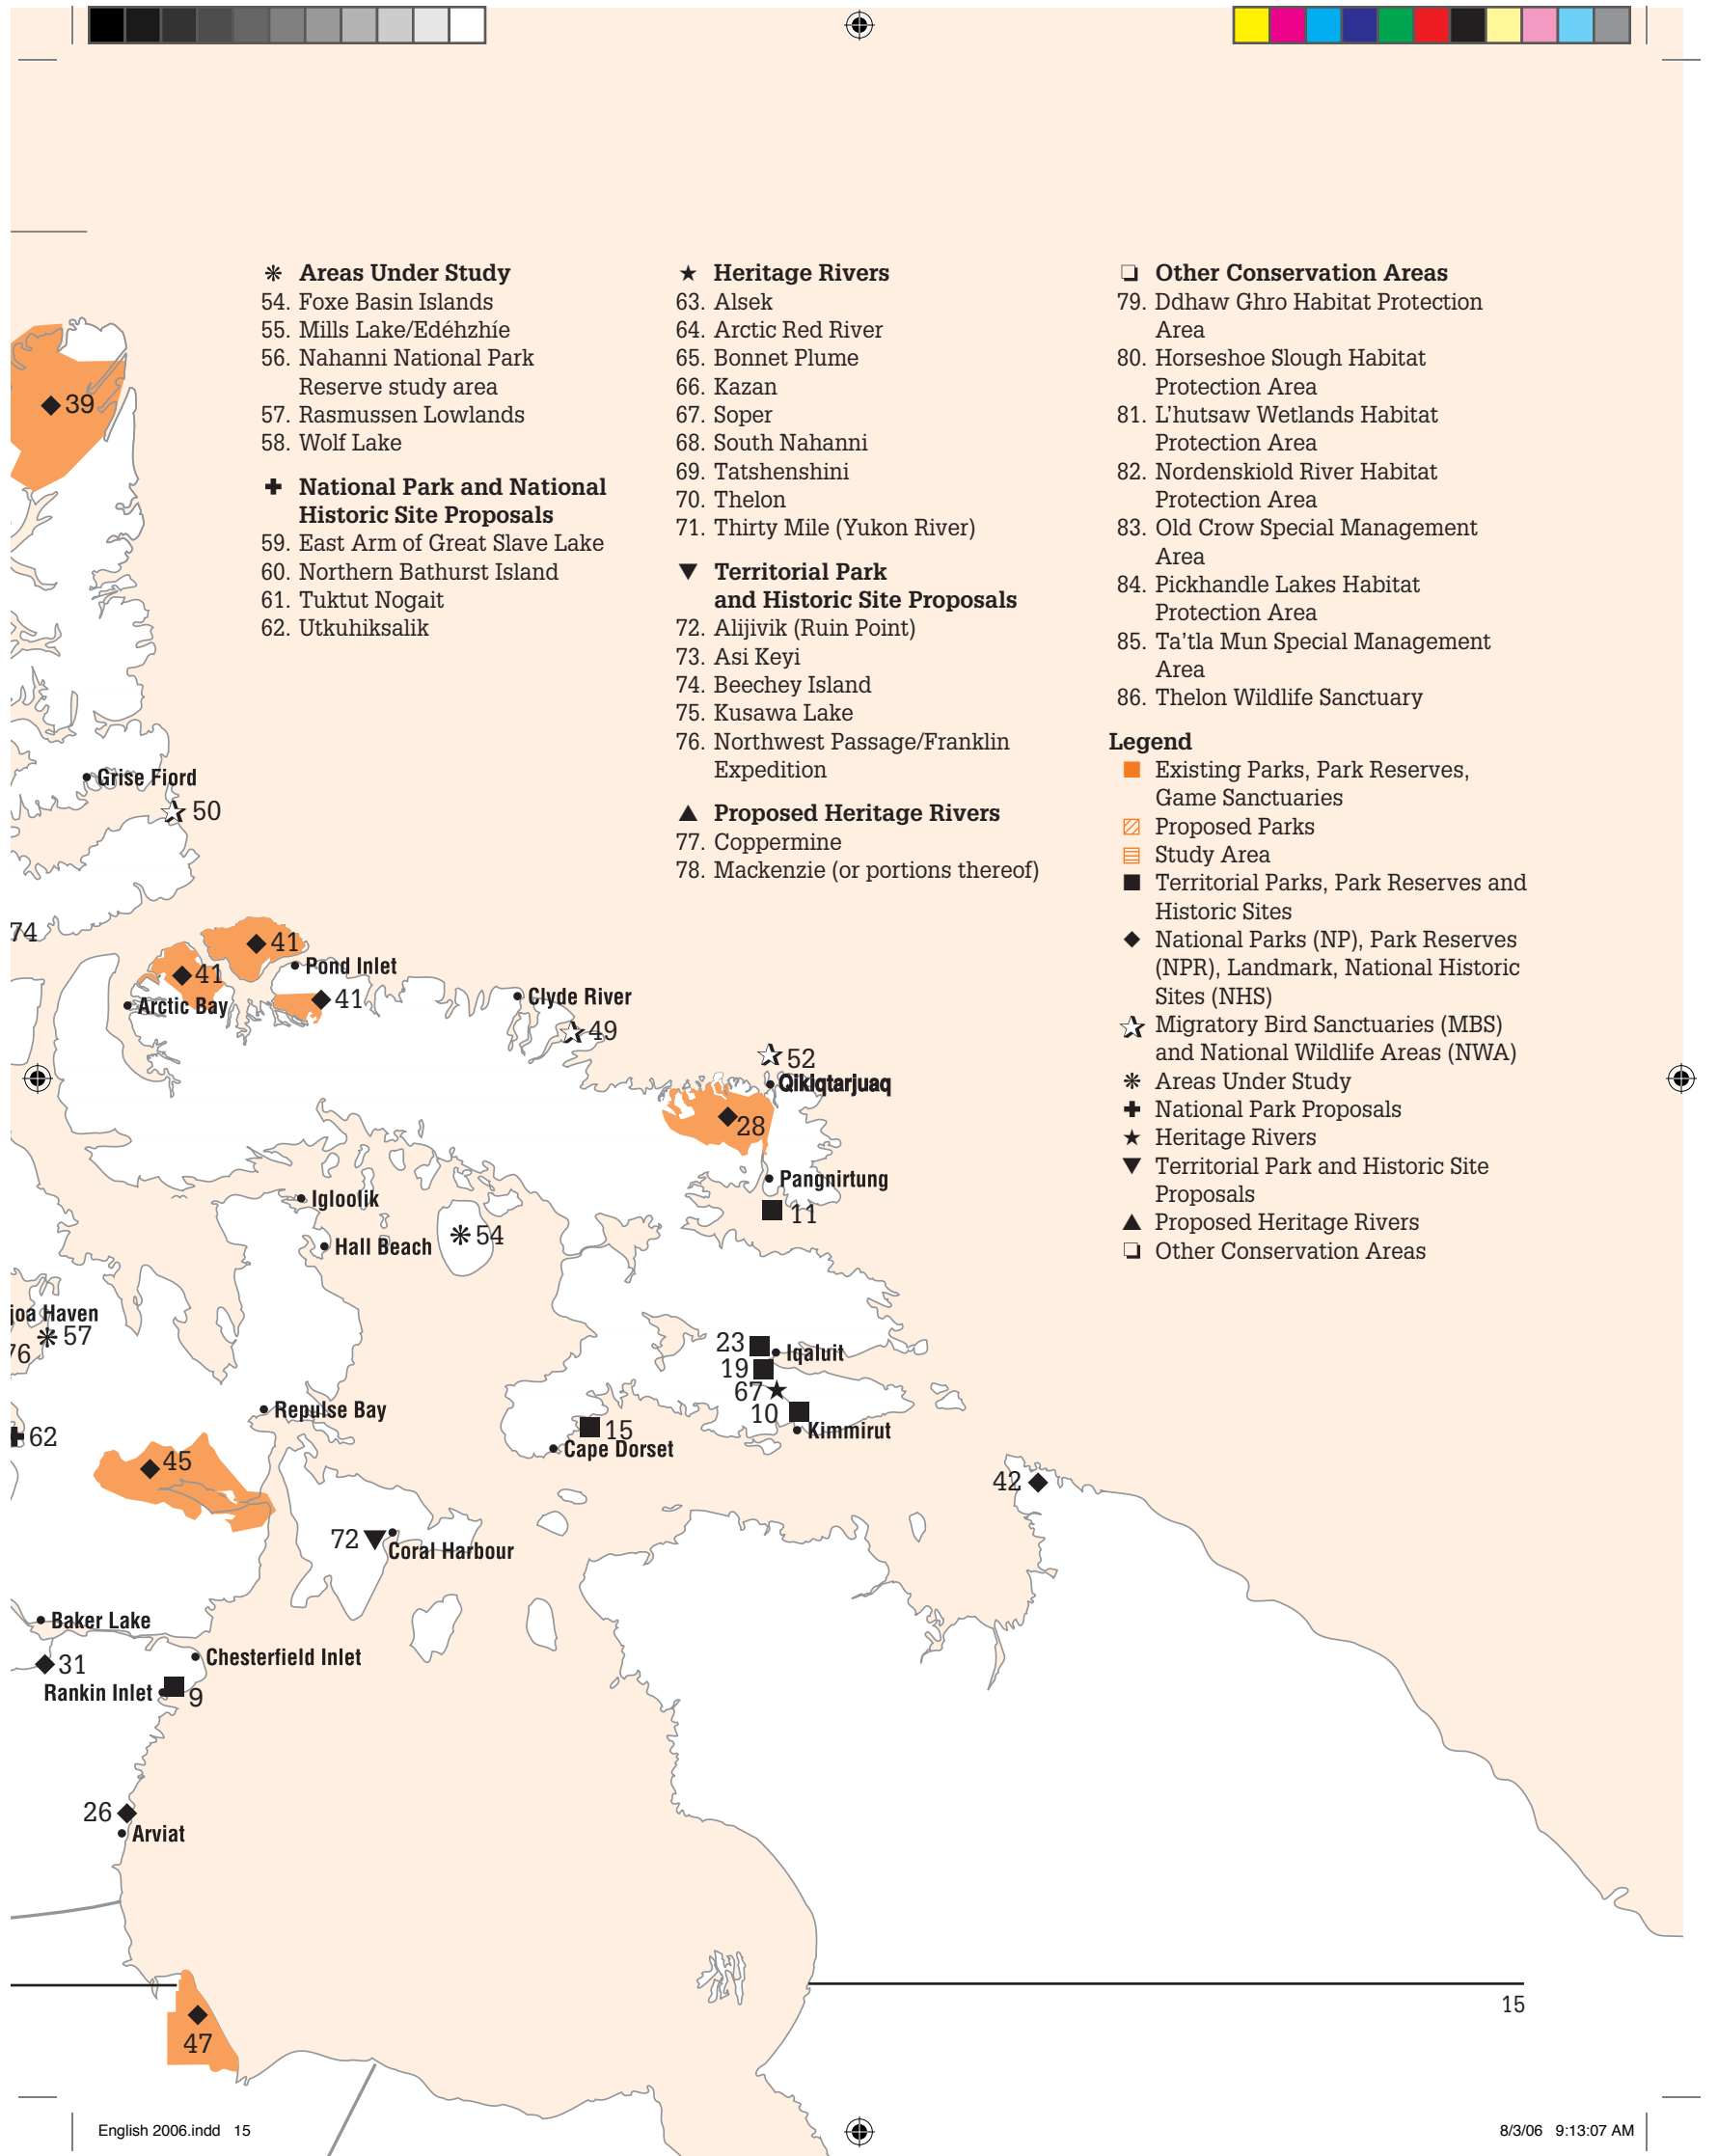 ❋ Areas Under Study
54. Foxe Basin Islands
55. Mills Lake/Edéhzhíe
56. Nahanni National Park
Reserve study area
57. Rasmussen Lowlands
58. Wolf Lake
✚ National Park and National
Historic Site Proposals
59. East Arm of Great Slave Lake
60. Northern Bathurst Island
61. Tuktut Nogait
62. Utkuhiksalik
★ Heritage Rivers
63. Alsek
64. Arctic Red River
65. Bonnet Plume
66. Kazan
67. Soper
68. South Nahanni
69. Tatshenshini
70. Thelon
71. Thirty Mile (Yukon River)
▼ Territorial Park
and Historic Site Proposals
72. Alijivik (Ruin Point)
73. Asi Keyi
74. Beechey Island
75. Kusawa Lake
76. Northwest Passage/Franklin
Expedition
▲ Proposed Heritage Rivers
77. Coppermine
78. Mackenzie (or portions thereof)
❏ Other Conservation Areas
79. Ddhaw Ghro Habitat Protection
Area
80. Horseshoe Slough Habitat
Protection Area
81. L'hutsaw Wetlands Habitat
Protection Area
82. Nordenskiold River Habitat
Protection Area
83. Old Crow Special Management
Area
84. Pickhandle Lakes Habitat
Protection Area
85. Ta'tla Mun Special Management
Area
86. Thelon Wildlife Sanctuary
Legend
Existing Parks, Park Reserves,
Game Sanctuaries
Proposed Parks
Study Area
Territorial Parks, Park Reserves and
Historic Sites
National Parks (NP), Park Reserves
(NPR), Landmark, National Historic
Sites (NHS)
Migratory Bird Sanctuaries (MBS)
and National Wildlife Areas (NWA)
Areas Under Study
National Park Proposals
Heritage Rivers
Territorial Park and Historic Site
Proposals
Proposed Heritage Rivers
Other Conservation Areas
39
Grise Fiord
50
74
41
41
Pond Inlet
41
Arctic Bay
Clyde River
49
52
Qikiqtarjuaq
28
Pangnirtung
11
Igloolik
54
Hall Beach
joa Haven
57
76
23
Iqaluit
19
67
10
Kimmirut
Repulse Bay
15
Cape Dorset
62
45
42
72
Coral Harbour
Baker Lake
31
Chesterfield Inlet
Rankin Inlet
9
26
Arviat
47
15
English 2006.indd 15
8/3/06 9:13:07 AM